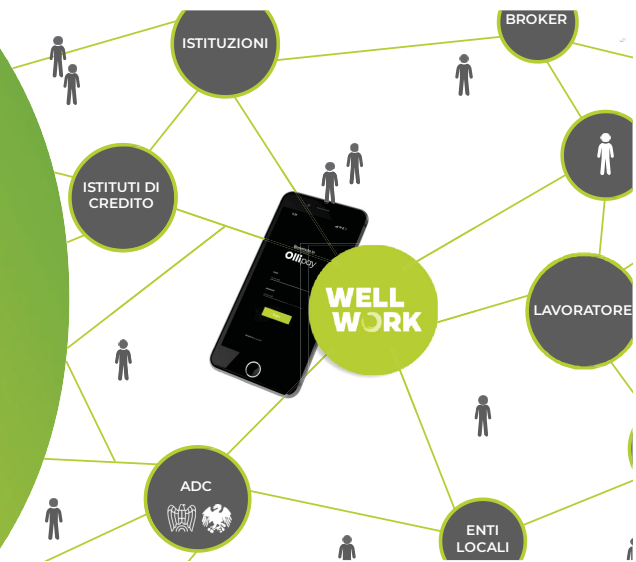 BROKER
ISTITUZIONI
ISTITUTI DI
CREDITO
Ollipay
WELL
WORK
LAVORATORE
ADC
ENTI
LOCALI